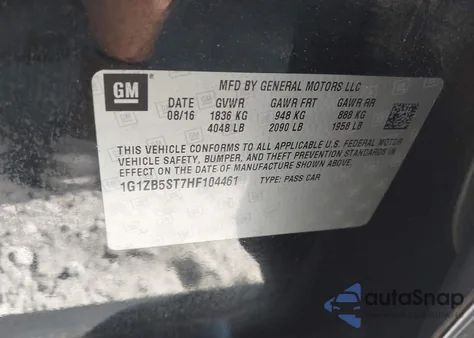 GM
MFD BY GENERAL MOTORS LLC
DATE GVWR GAWR FRT GAWR RR
08/16 1836 KG 948 KG 888 KG
4048 LB 2090 LB 1958 LB
THIS VEHICLE CONFORMS TO ALL APPLICABLE U.S. FEDERAL MOTOR
VEHICLE SAFETY, BUMPER, AND THEFT PREVENTION STANDARDS
IN EFFECT ON THE DATE OF MANUFACTURE SHOWN ABOVE.
1G1ZB5ST7HF104461 TYPE: PASS CAR
autoSnap